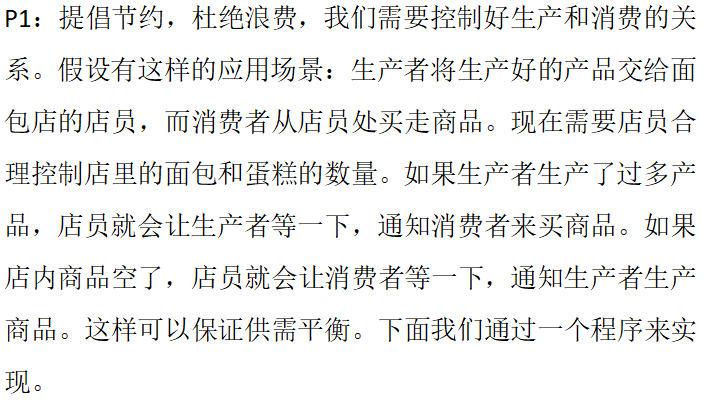 P1：提倡节约，杜绝浪费，我们需要控制好生产和消费的关
系。假设有这样的应用场景：生产者将生产好的产品交给面
包店的店员，而消费者从店员处买走商品。现在需要店员合
理控制店里的面包和蛋糕的数量。如果生产者生产了过多产
品，店员就会让生产者等一下，通知消费者来买商品。如果
店内商品空了，店员就会让消费者等一下，通知生产者生产
商品。这样可以保证供需平衡。下面我们通过一个程序来实
现。